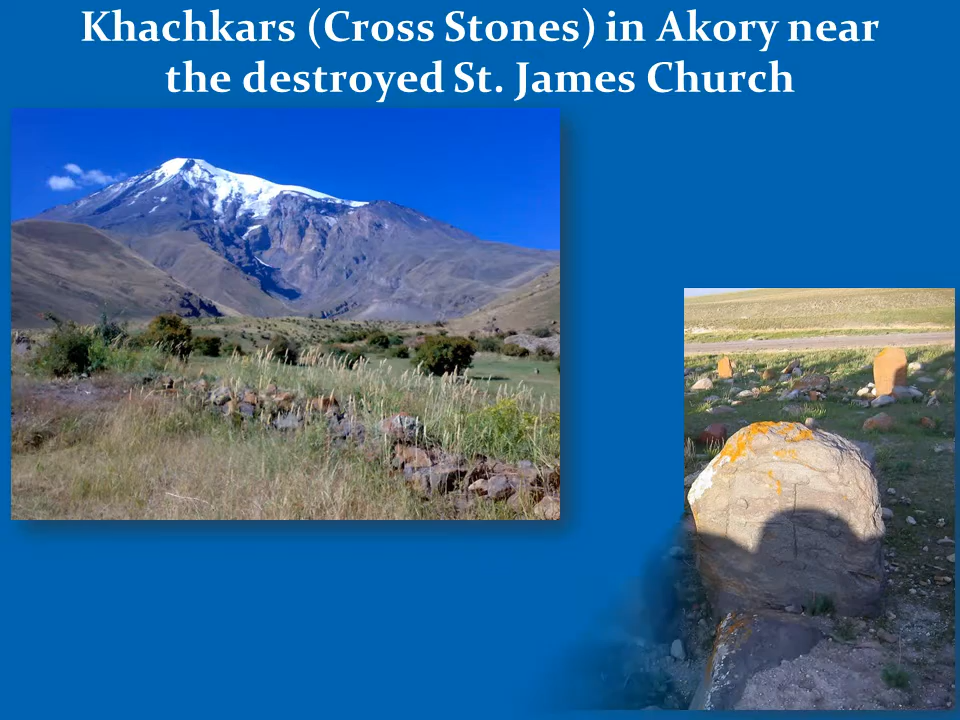 Khachkars (Cross Stones) in Akory near
the destroyed St. James Church